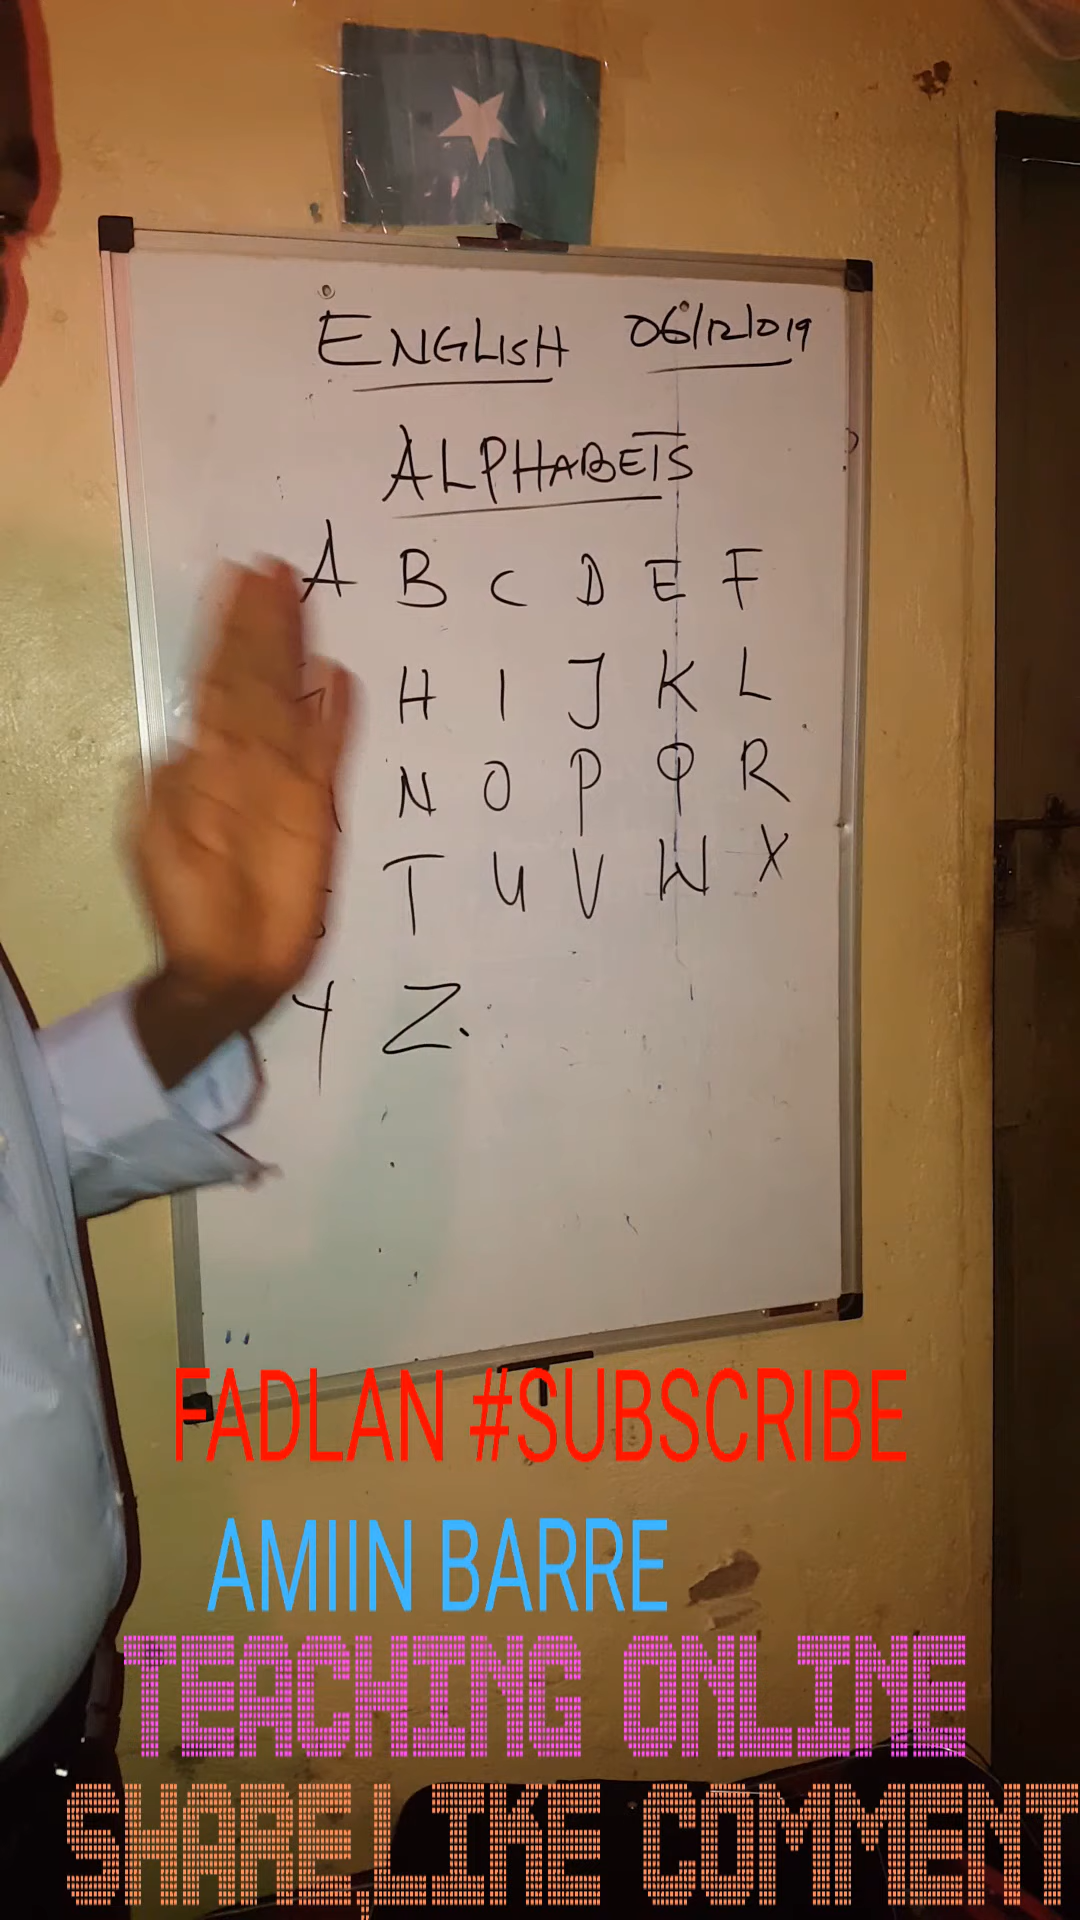 ENGLISH 06/12/2019
ALPHABETS
A B C D E F
H I J K L
N O P Q R
T U V W X
Y Z.
FADLAN #SUBSCRIBE
AMIIN BARRE
TEACHING ONLINE
SHARE,LIKE COMMENT